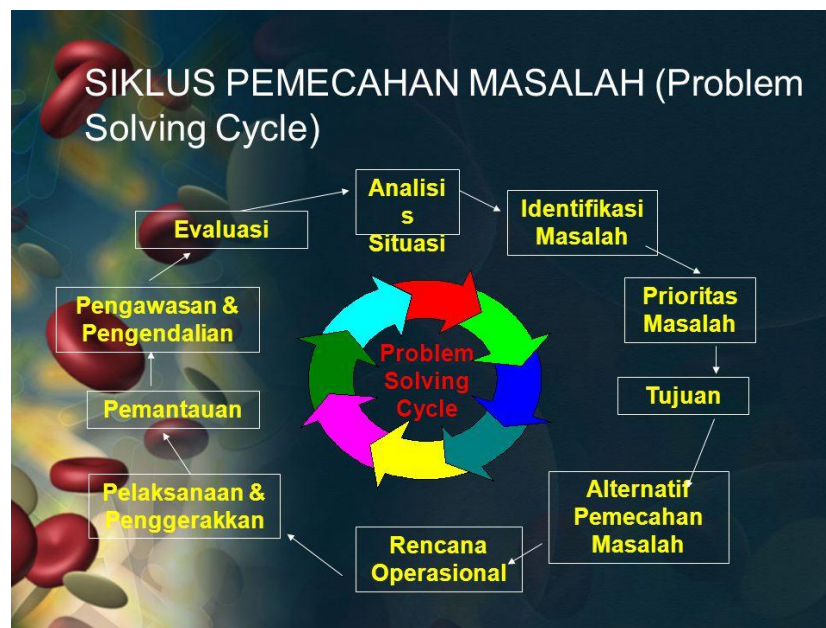 SIKLUS PEMECAHAN MASALAH (Problem
Solving Cycle)
Analisi
s
Situasi
Identifikasi
Masalah
Prioritas
Masalah
Tujuan
Alternatif
Pemecahan
Masalah
Rencana
Operasional
Pelaksanaan &
Penggerakkan
Pemantauan
Pengawasan &
Pengendalian
Evaluasi
Problem
Solving
Cycle